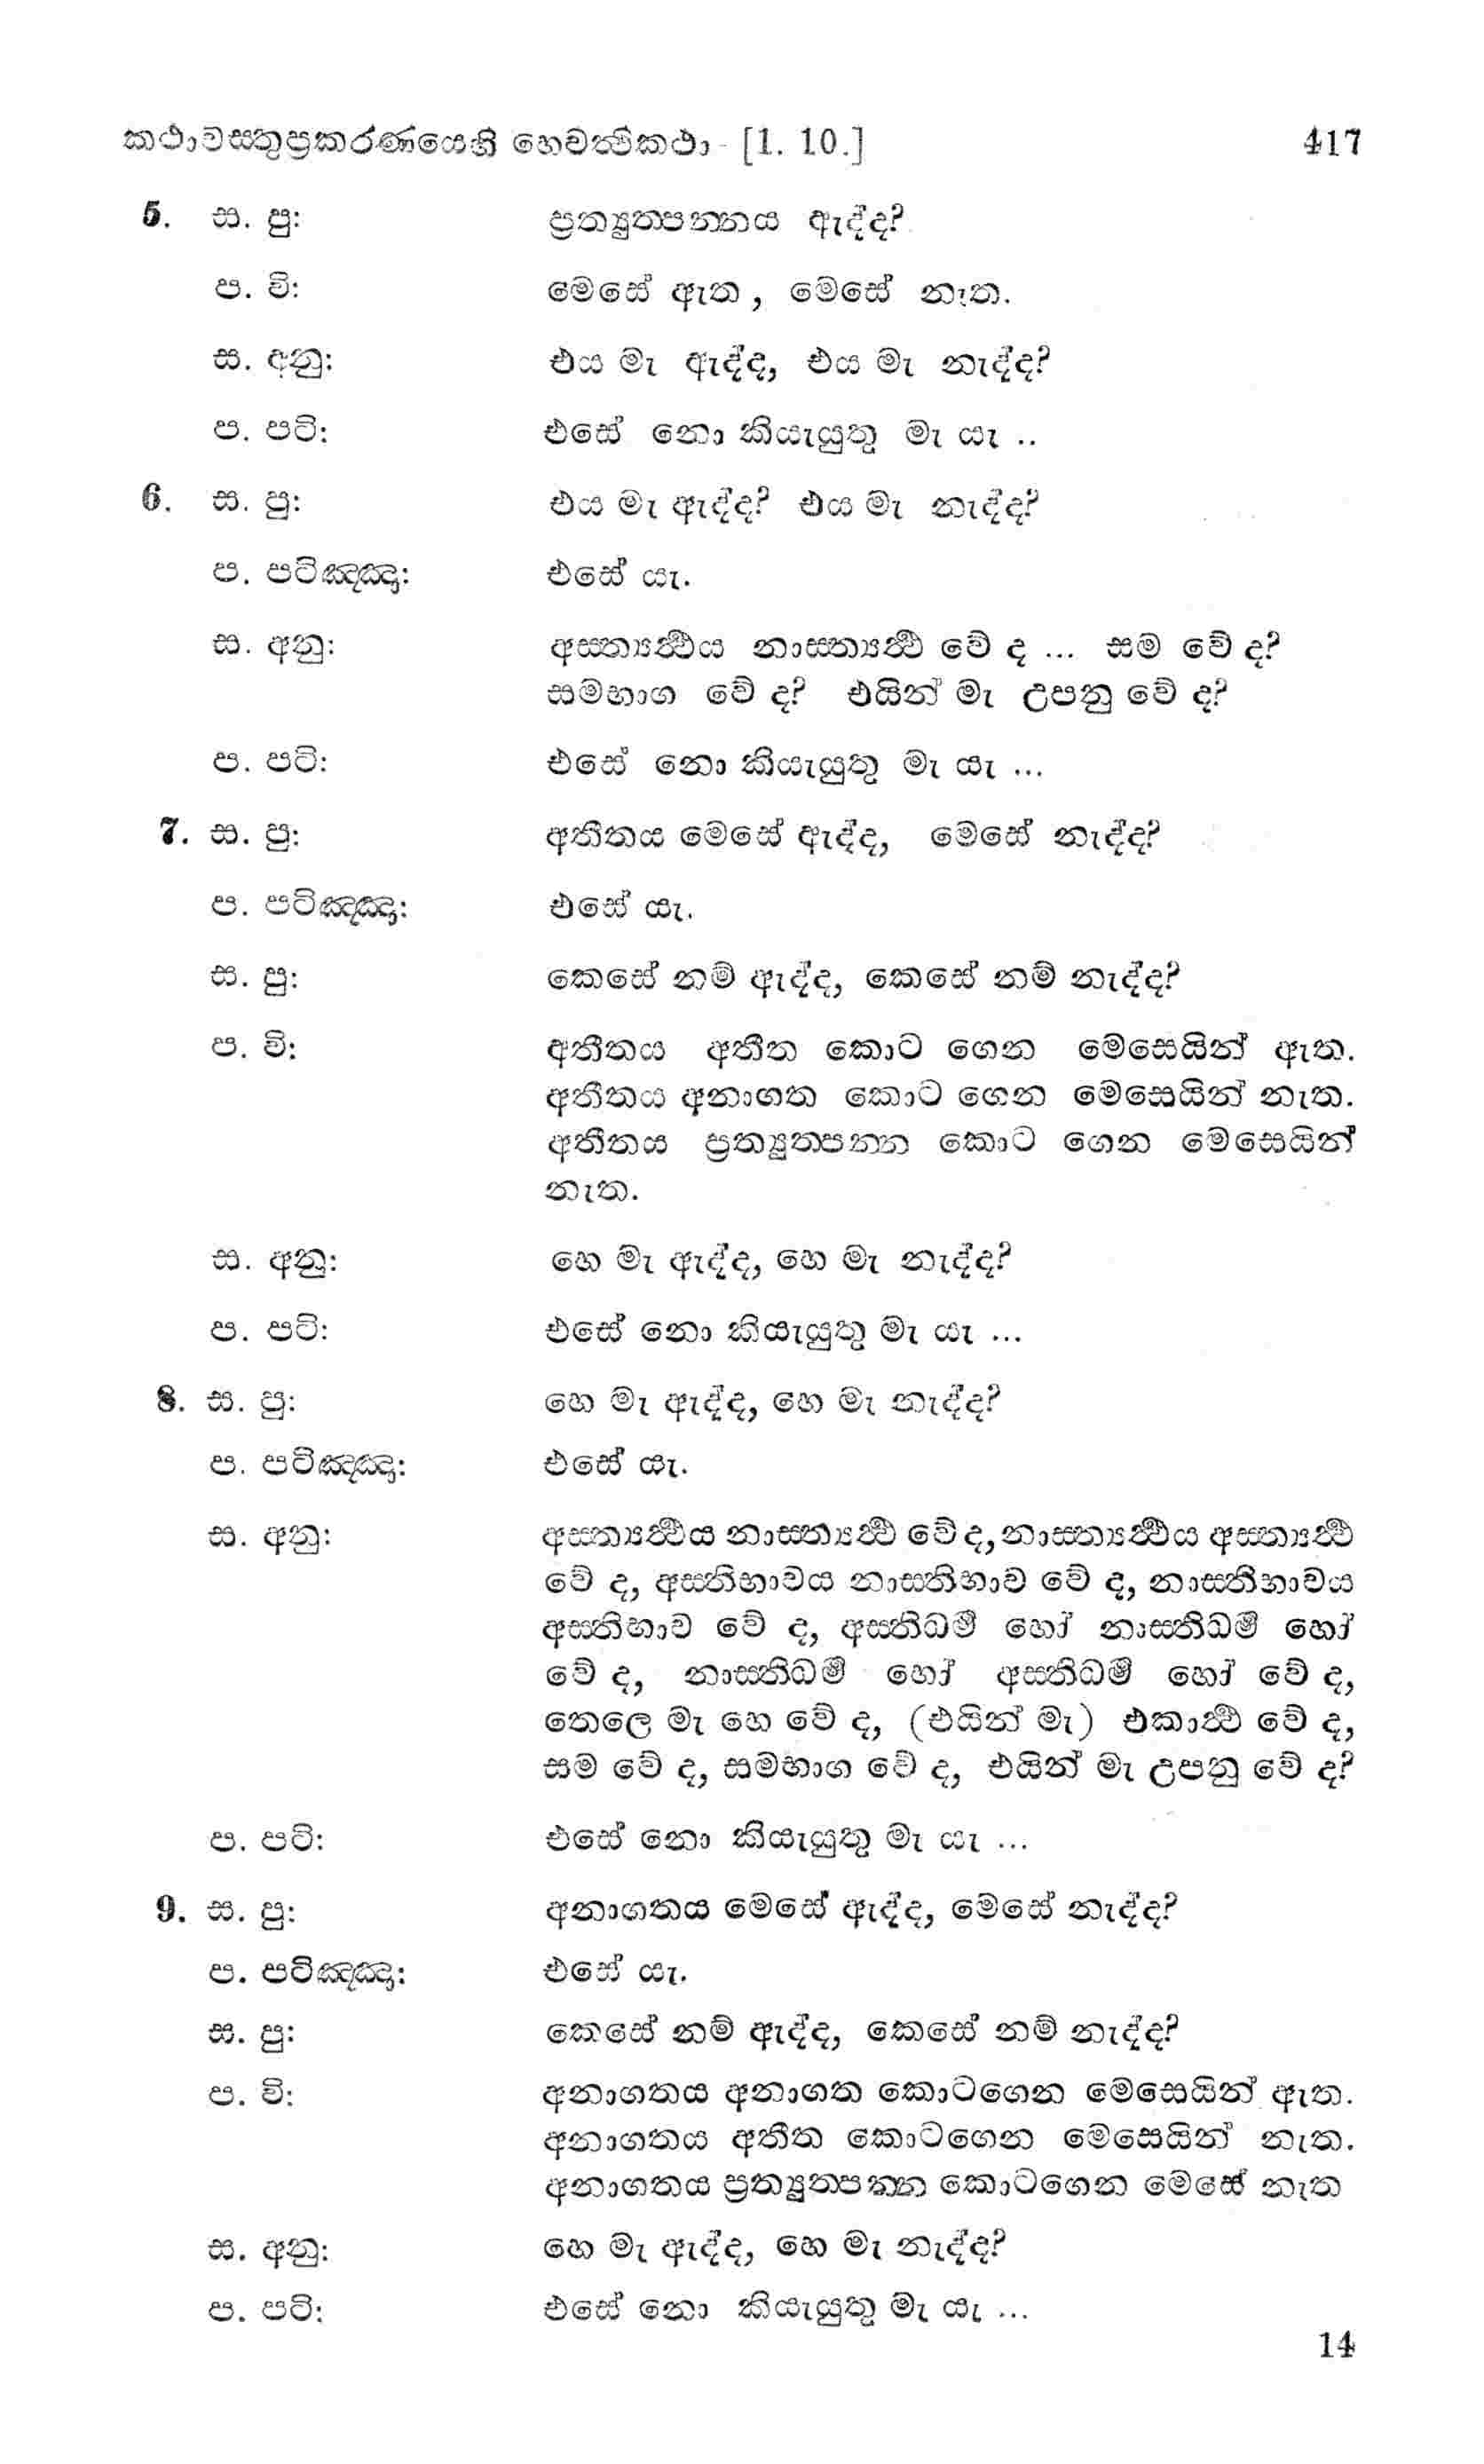 කථාවස්තුප්‍රකරණයෙහි හෙවත්ථිකථා - [1. 10.] 417
5. ස. පු: ප්‍රත්‍යුත්පන්නය ඇද්ද?
ප. වි: මෙසේ ඇත, මෙසේ නැත.
ස. අනු: එය මැ ඇද්ද, එය මැ නැද්ද?
ප. පටි: එසේ නො කියැයුතු මැ යැ ..
6. ස. පු: එය මැ ඇද්ද? එය මැ නැද්ද?
ප. පටිඤ්ඤා: එසේ යැ.
ස. අනු: අස්ත්‍යර්ථය නාස්ත්‍යර්ථ වේ ද ... සම වේ ද?
සමභාග වේ ද? එයින් මැ උපනු වේ ද?
ප. පටි: එසේ නො කියැයුතු මැ යැ ...
7. ස. පු: අතීතය මෙසේ ඇද්ද, මෙසේ නැද්ද?
ප. පටිඤ්ඤා: එසේ යැ.
ස. පු: කෙසේ නම් ඇද්ද, කෙසේ නම් නැද්ද?
ප. වි: අතීතය අතීත කොට ගෙන මෙසෙයින් ඇත.
අතීතය අනාගත කොට ගෙන මෙසෙයින් නැත.
අතීතය ප්‍රත්‍යුත්පන්න කොට ගෙන මෙසෙයින්
නැත.
ස. අනු: හෙ මැ ඇද්ද, හෙ මැ නැද්ද?
ප. පටි: එසේ නො කියැයුතු මැ යැ ...
8. ස. පු: හෙ මැ ඇද්ද, හෙ මැ නැද්ද?
ප. පටිඤ්ඤා: එසේ යැ.
ස. අනු: අස්ත්‍යර්ථය නාස්ත්‍යර්ථ වේ ද, නාස්ත්‍යර්ථය අස්ත්‍යර්ථ
වේ ද, අස්තිභාවය නාස්තිභාව වේ ද, නාස්තිභාවය
අස්තිභාව වේ ද, අස්තිධර්ම හෝ නාස්තිධර්ම හෝ
වේ ද, නාස්තිධර්ම හෝ අස්තිධර්ම හෝ වේ ද,
තෙලෙ මැ හෙ වේ ද, (එයින් මැ) එකාර්ථ වේ ද,
සම වේ ද, සමභාග වේ ද, එයින් මැ උපනු වේ ද?
ප. පටි: එසේ නො කියැයුතු මැ යැ ...
9. ස. පු: අනාගතය මෙසේ ඇද්ද, මෙසේ නැද්ද?
ප. පටිඤ්ඤා: එසේ යැ.
ස. පු: කෙසේ නම් ඇද්ද, කෙසේ නම් නැද්ද?
ප. වි: අනාගතය අනාගත කොටගෙන මෙසෙයින් ඇත.
අනාගතය අතීත කොටගෙන මෙසෙයින් නැත.
අනාගතය ප්‍රත්‍යුත්පන්න කොටගෙන මෙසේ නැත
ස. අනු: හෙ මැ ඇද්ද, හෙ මැ නැද්ද?
ප. පටි: එසේ නො කියැයුතු මැ යැ ...
14